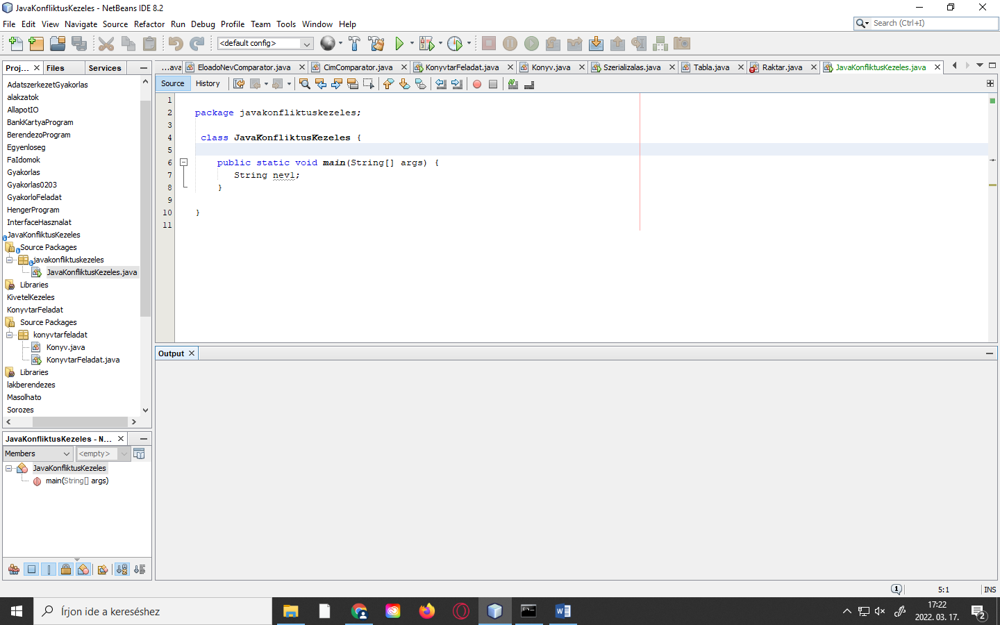 JavaKonfliktusKezeles - NetBeans IDE 8.2
File Edit View Navigate Source Refactor Run Debug Profile Team Tools Window Help
Search (Ctrl+I)
<default config>
Proj... Files Services
...ava EloadoNevComparator.java CimComparator.java KonyvtarFeladat.java Konyv.java Szerializalas.java Tabla.java Raktar.java JavaKonfliktusKezeles.java
Source History
AdatszerkezetGyakorlas
alakzatok
AllapotIO
BankKartyaProgram
BerendezoProgram
Egyenloseg
FaIdomok
Gyakorlas
Gyakorlas0203
GyakorloFeladat
HengerProgram
InterfaceHasznalat
JavaKonfliktusKezeles
Source Packages
javakonfliktuskezeles
JavaKonfliktusKezeles.java
Libraries
KivetelKezeles
KonyvtarFeladat
Source Packages
konyvtarfeladat
Konyv.java
KonyvtarFeladat.java
Libraries
lakberendezes
Masolhato
Sorozes
1
2 package javakonfliktuskezeles;
3
4 class JavaKonfliktusKezeles {
5
6 public static void main(String[] args) {
7 String nev1;
8 }
9
10 }
11
Output
JavaKonfliktusKezeles - N...
Members <empty>
JavaKonfliktusKezeles
main(String[] args)
1 5:1 INS
Írjon ide a kereséshez
17:22
2022. 03. 17.
2